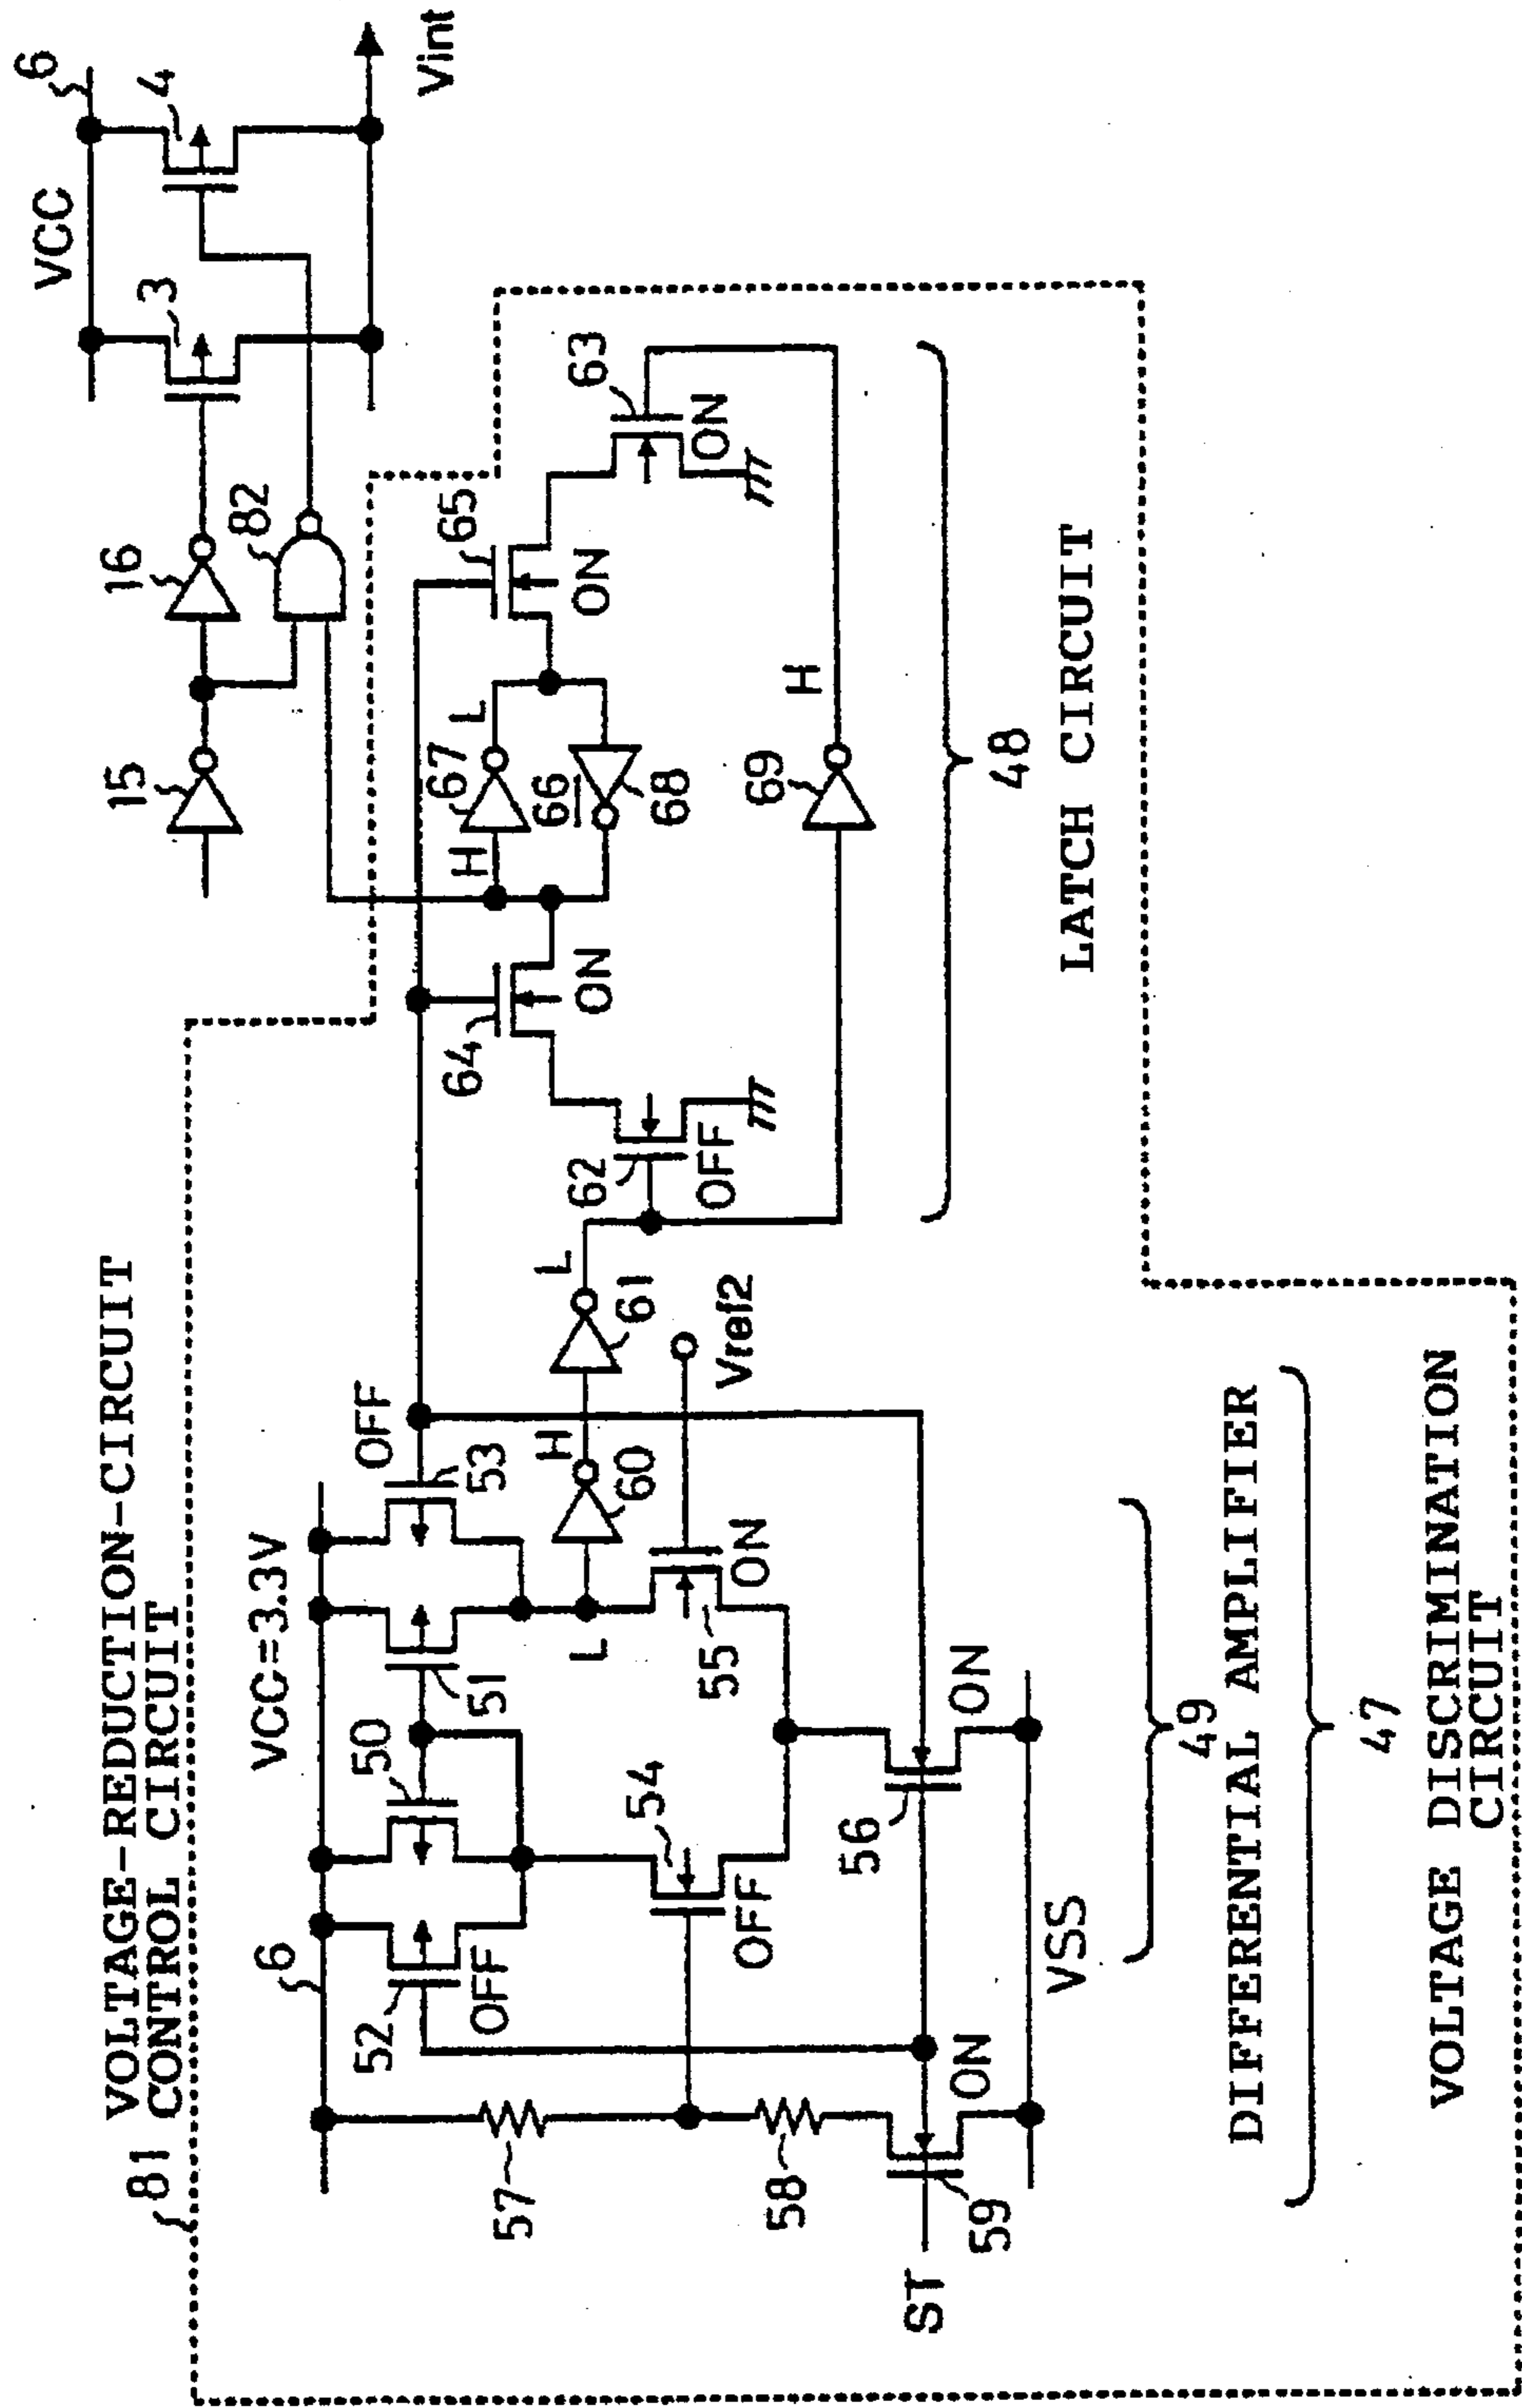 VOLTAGE-REDUCTION-CIRCUIT
81 CONTROL CIRCUIT
VCC
6
3
4
Vint
15
16
82
VCC=3.3V
6
52
OFF
50
51
53
OFF
57
54
OFF
L
55
ON
H
60
61
L
Vref2
58
56
ON
59
ON
ST
VSS
49
DIFFERENTIAL AMPLIFIER
47
VOLTAGE DISCRIMINATION
CIRCUIT
62
OFF
64
ON
H
67
L
66
68
65
ON
63
ON
69
H
48
LATCH CIRCUIT